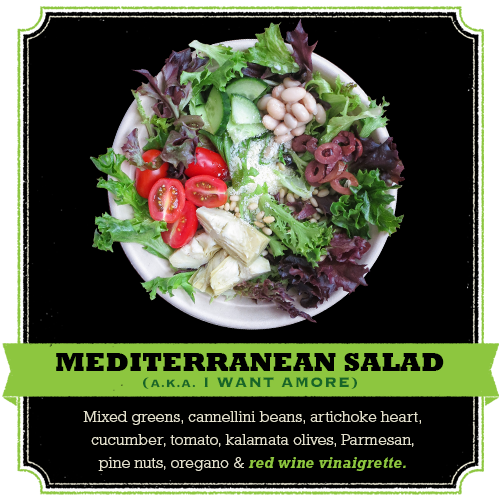 MEDITERRANEAN SALAD
(A.K.A. I WANT AMORE)
Mixed greens, cannellini beans, artichoke heart,
cucumber, tomato, kalamata olives, Parmesan,
pine nuts, oregano & red wine vinaigrette.